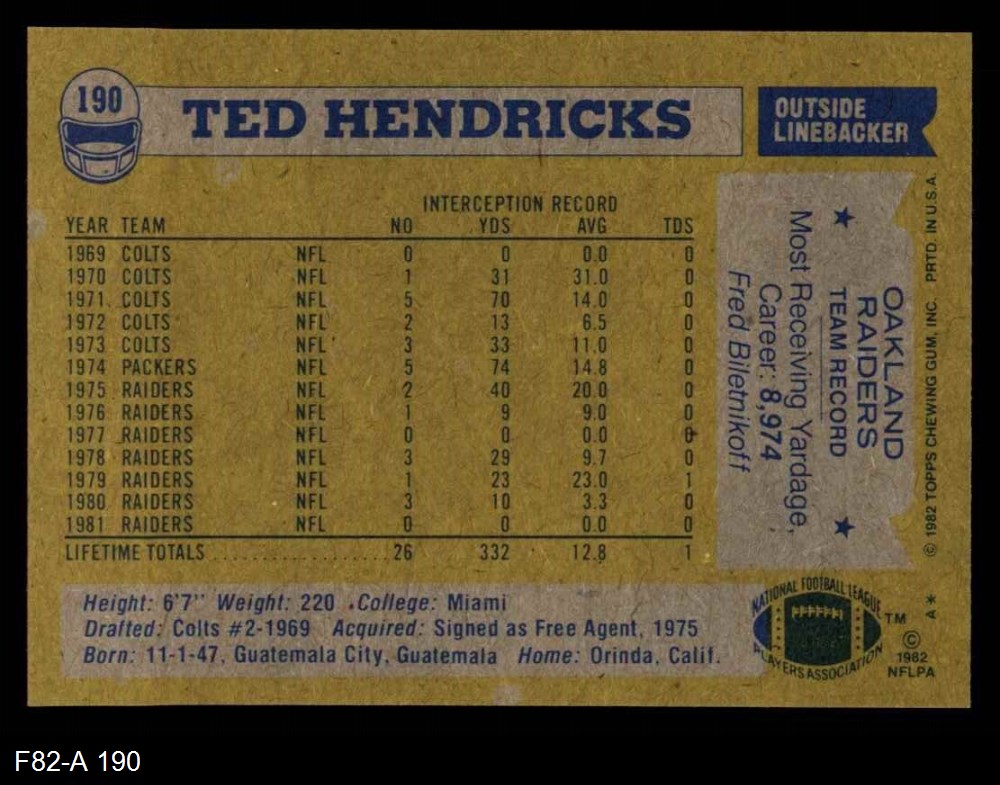 190
TED HENDRICKS
OUTSIDE
LINEBACKER
INTERCEPTION RECORD
YEAR TEAM NO YDS AVG TDS
1969 COLTS NFL 0 0 0.0 0
1970 COLTS NFL 1 31 31.0 0
1971 COLTS NFL 5 70 14.0 0
1972 COLTS NFL 2 13 6.5 0
1973 COLTS NFL 3 33 11.0 0
1974 PACKERS NFL 5 74 14.8 0
1975 RAIDERS NFL 2 40 20.0 0
1976 RAIDERS NFL 1 9 9.0 0
1977 RAIDERS NFL 0 0 0.0 0
1978 RAIDERS NFL 3 29 9.7 0
1979 RAIDERS NFL 1 23 23.0 1
1980 RAIDERS NFL 3 10 3.3 0
1981 RAIDERS NFL 0 0 0.0 0
LIFETIME TOTALS 26 332 12.8 1
OAKLAND
RAIDERS
★ TEAM RECORD ★
Most Receiving Yardage,
Career: 8,974
Fred Biletnikoff
© 1982 TOPPS CHEWING GUM, INC. PRTD. IN U.S.A.
A*
Height: 6'7" Weight: 220 College: Miami
Drafted: Colts #2-1969 Acquired: Signed as Free Agent, 1975
Born: 11-1-47, Guatemala City, Guatemala Home: Orinda, Calif.
NATIONAL FOOTBALL LEAGUE
PLAYERS ASSOCIATION
TM
©
1982
NFLPA
F82-A 190